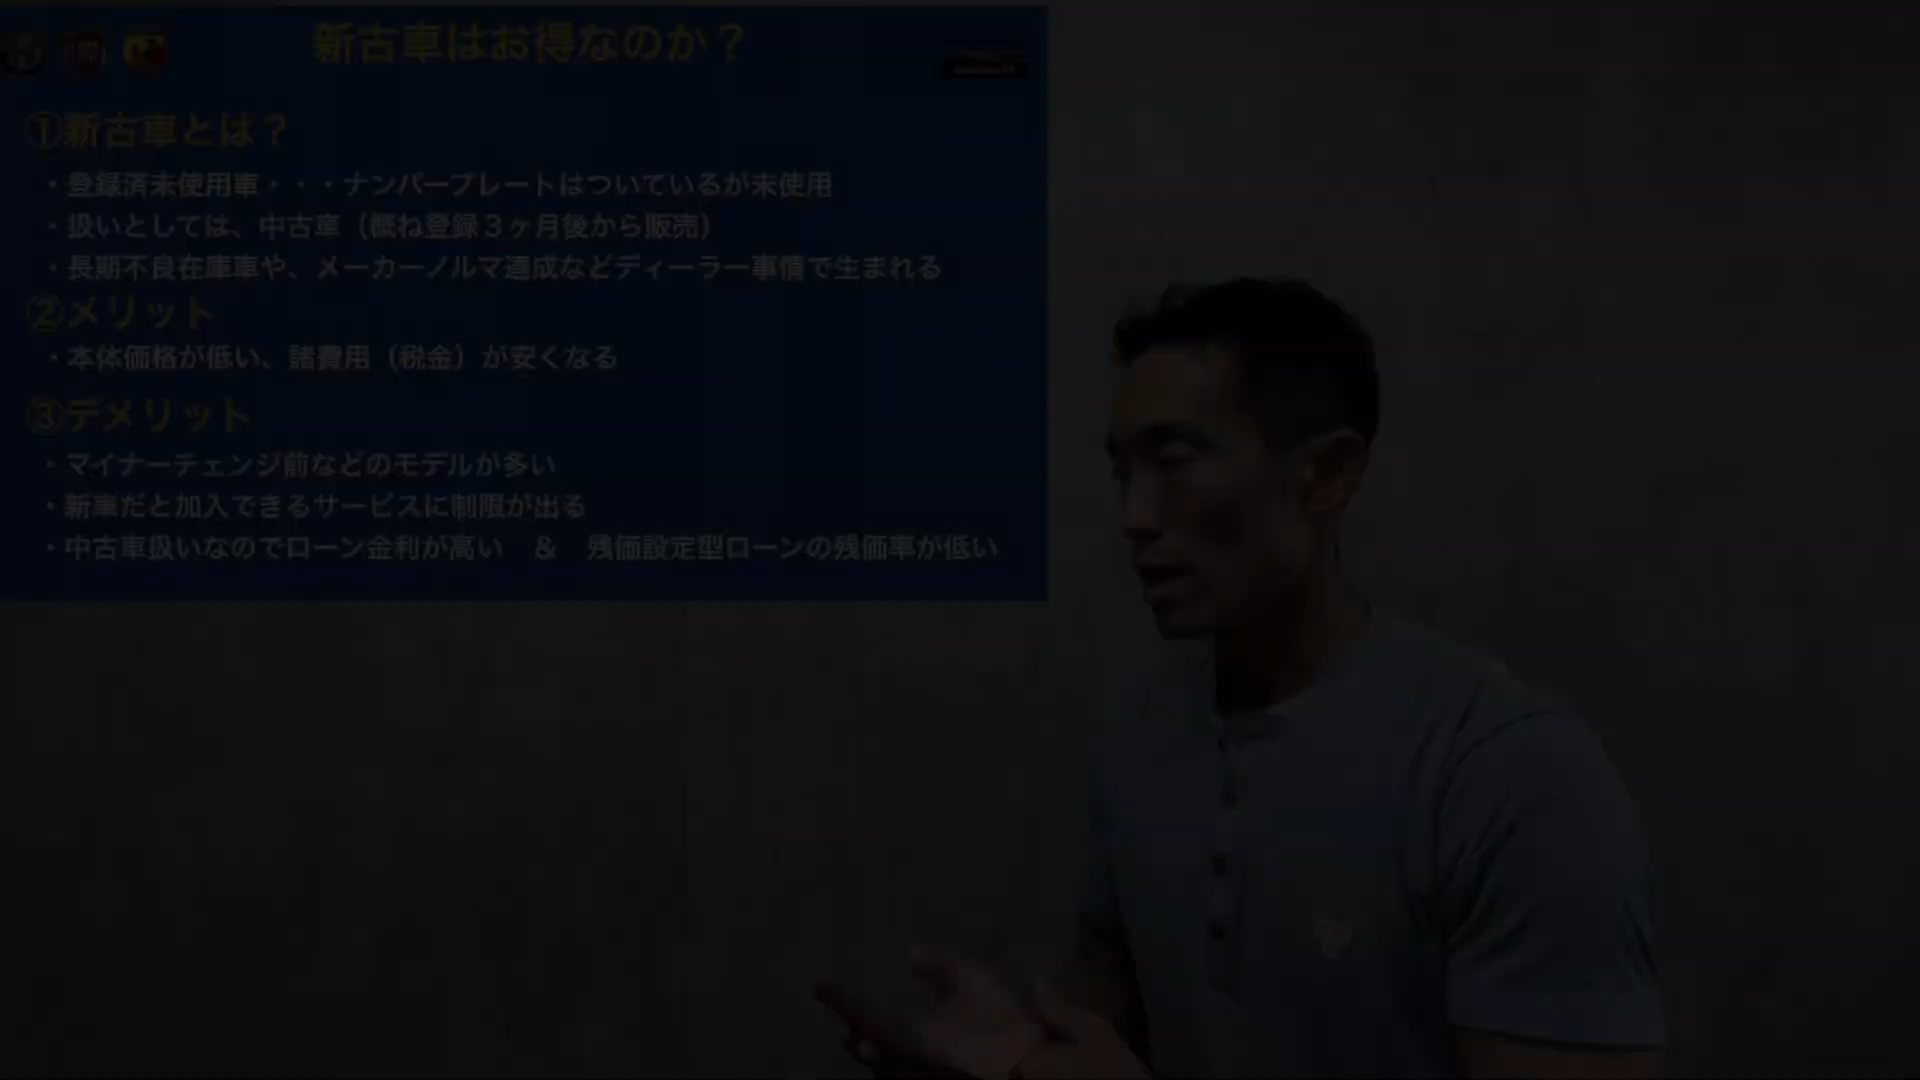 新古車はお得なのか？
①新古車とは？
・登録済未使用車・・・ナンバープレートはついているが未使用
・扱いとしては、中古車（概ね登録３ヶ月後から販売）
・長期不良在庫車や、メーカーノルマ達成などディーラー事情で生まれる
②メリット
・本体価格が低い、諸費用（税金）が安くなる
③デメリット
・マイナーチェンジ前などのモデルが多い
・新車だと加入できるサービスに制限が出る
・中古車扱いなのでローン金利が高い　＆　残価設定型ローンの残価率が低い